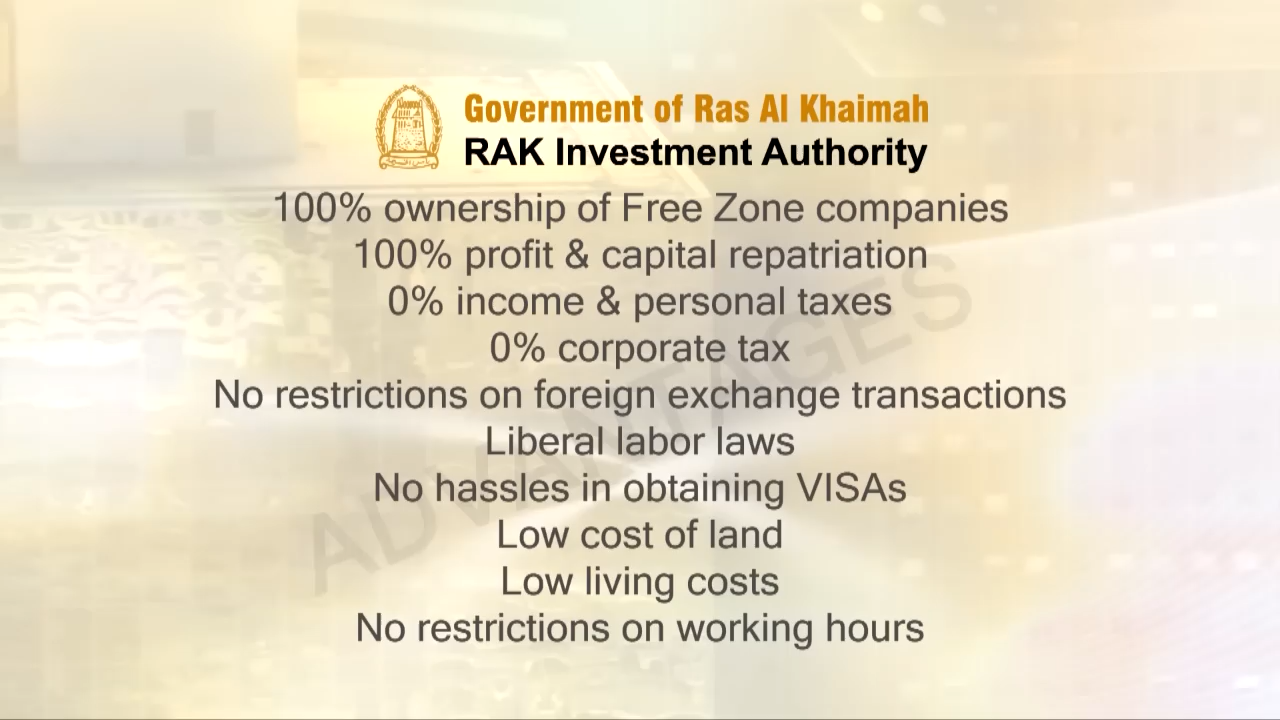 Government of Ras Al Khaimah
RAK Investment Authority
100% ownership of Free Zone companies
100% profit & capital repatriation
0% income & personal taxes
0% corporate tax
No restrictions on foreign exchange transactions
Liberal labor laws
No hassles in obtaining VISAs
Low cost of land
Low living costs
No restrictions on working hours
ADVANTAGES